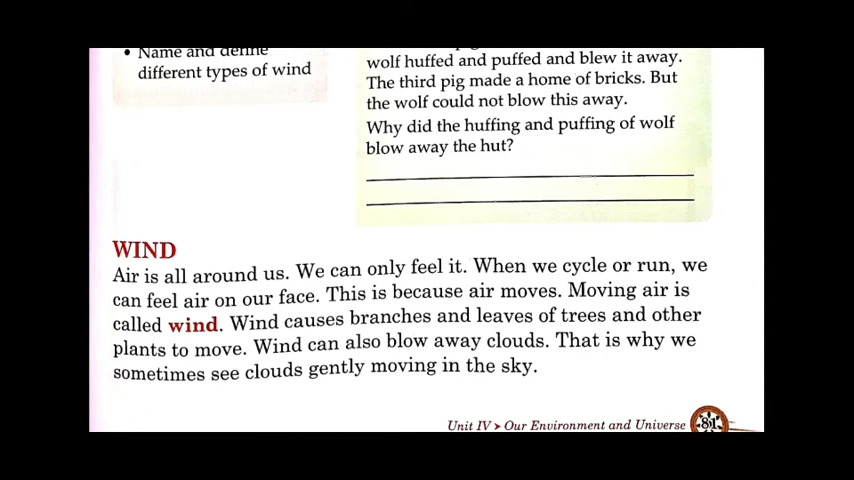 • Name and define
different types of wind
wolf huffed and puffed and blew it away.
The third pig made a home of bricks. But
the wolf could not blow this away.
Why did the huffing and puffing of wolf
blow away the hut?
WIND
Air is all around us. We can only feel it. When we cycle or run, we
can feel air on our face. This is because air moves. Moving air is
called wind. Wind causes branches and leaves of trees and other
plants to move. Wind can also blow away clouds. That is why we
sometimes see clouds gently moving in the sky.
Unit IV > Our Environment and Universe 81